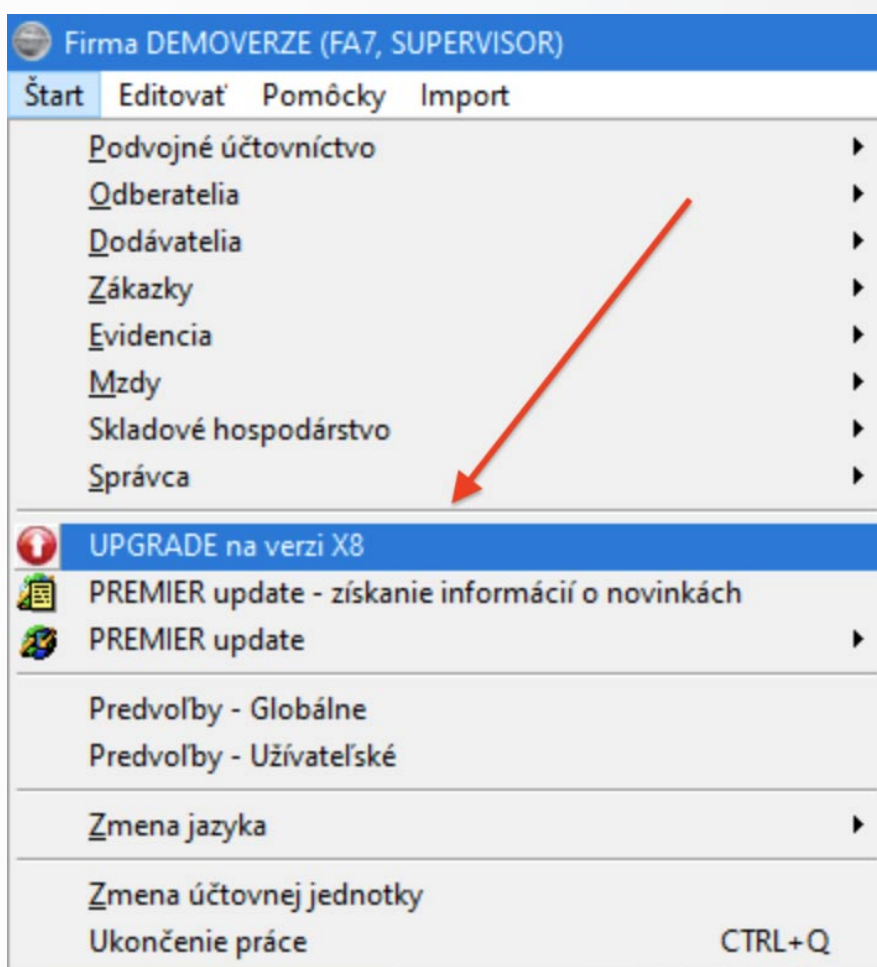 Firma DEMOVERZE (FA7, SUPERVISOR)
Štart Editovať Pomôcky Import
Podvojné účtovníctvo
Odberatelia
Dodávatelia
Zákazky
Evidencia
Mzdy
Skladové hospodárstvo
Správca
UPGRADE na verzi X8
PREMIER update - získanie informácií o novinkách
PREMIER update
Predvoľby - Globálne
Predvoľby - Užívateľské
Zmena jazyka
Zmena účtovnej jednotky
Ukončenie práce CTRL+Q